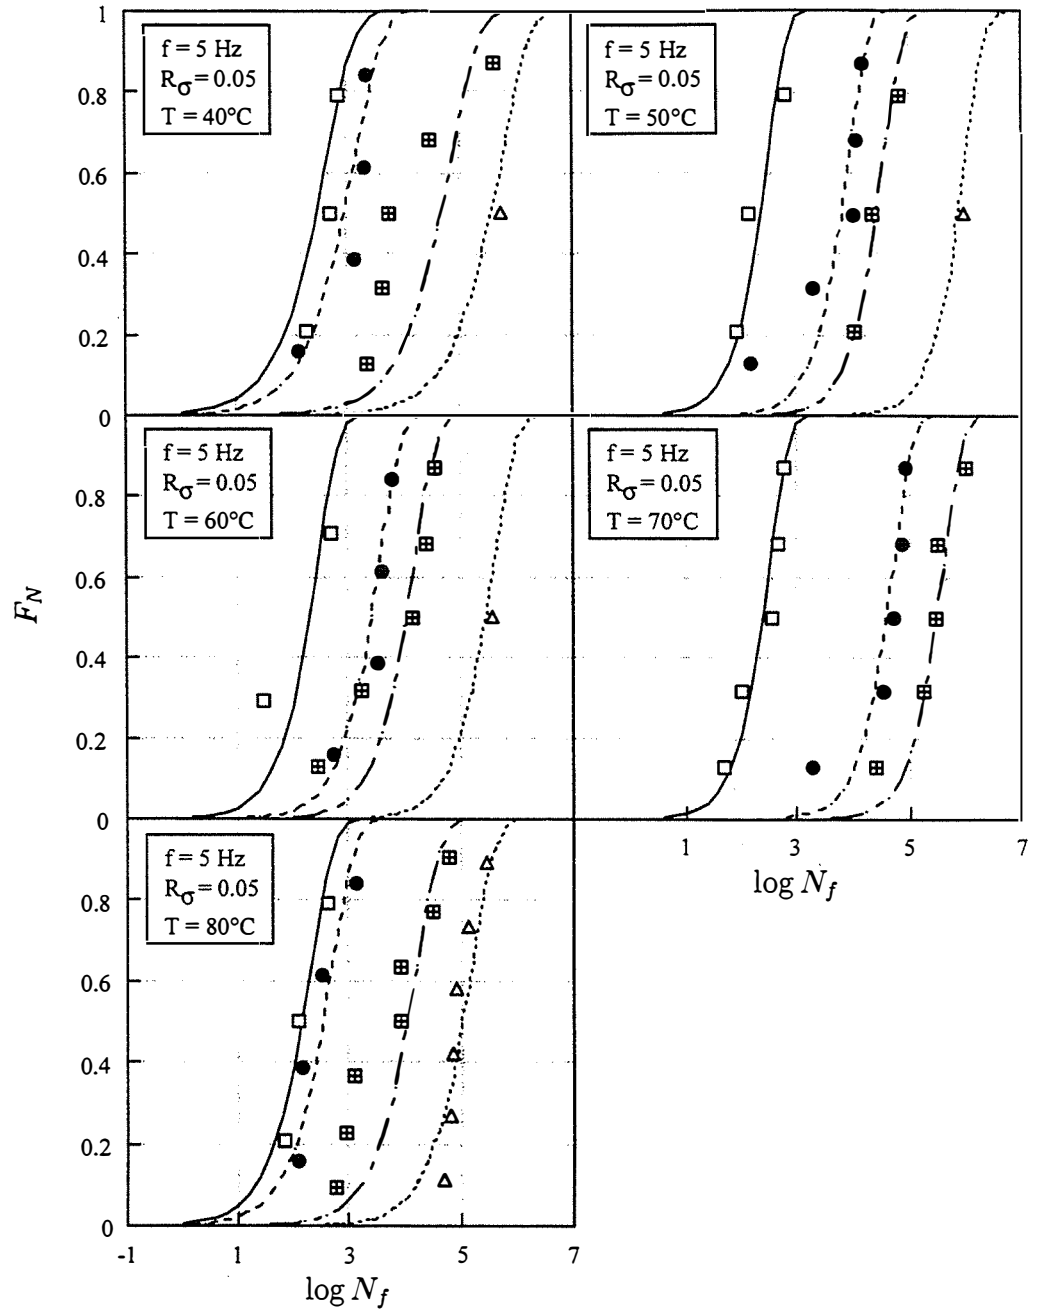 1
f = 5 Hz
Rσ = 0.05
T = 40°C
0.8
0.6
0.4
0.2
0
f = 5 Hz
Rσ = 0.05
T = 50°C
f = 5 Hz
Rσ = 0.05
T = 60°C
0.8
0.6
0.4
0.2
0
f = 5 Hz
Rσ = 0.05
T = 70°C
1 3 5 7
log Nf
FN
f = 5 Hz
Rσ = 0.05
T = 80°C
0.8
0.6
0.4
0.2
0
-1 1 3 5 7
log Nf